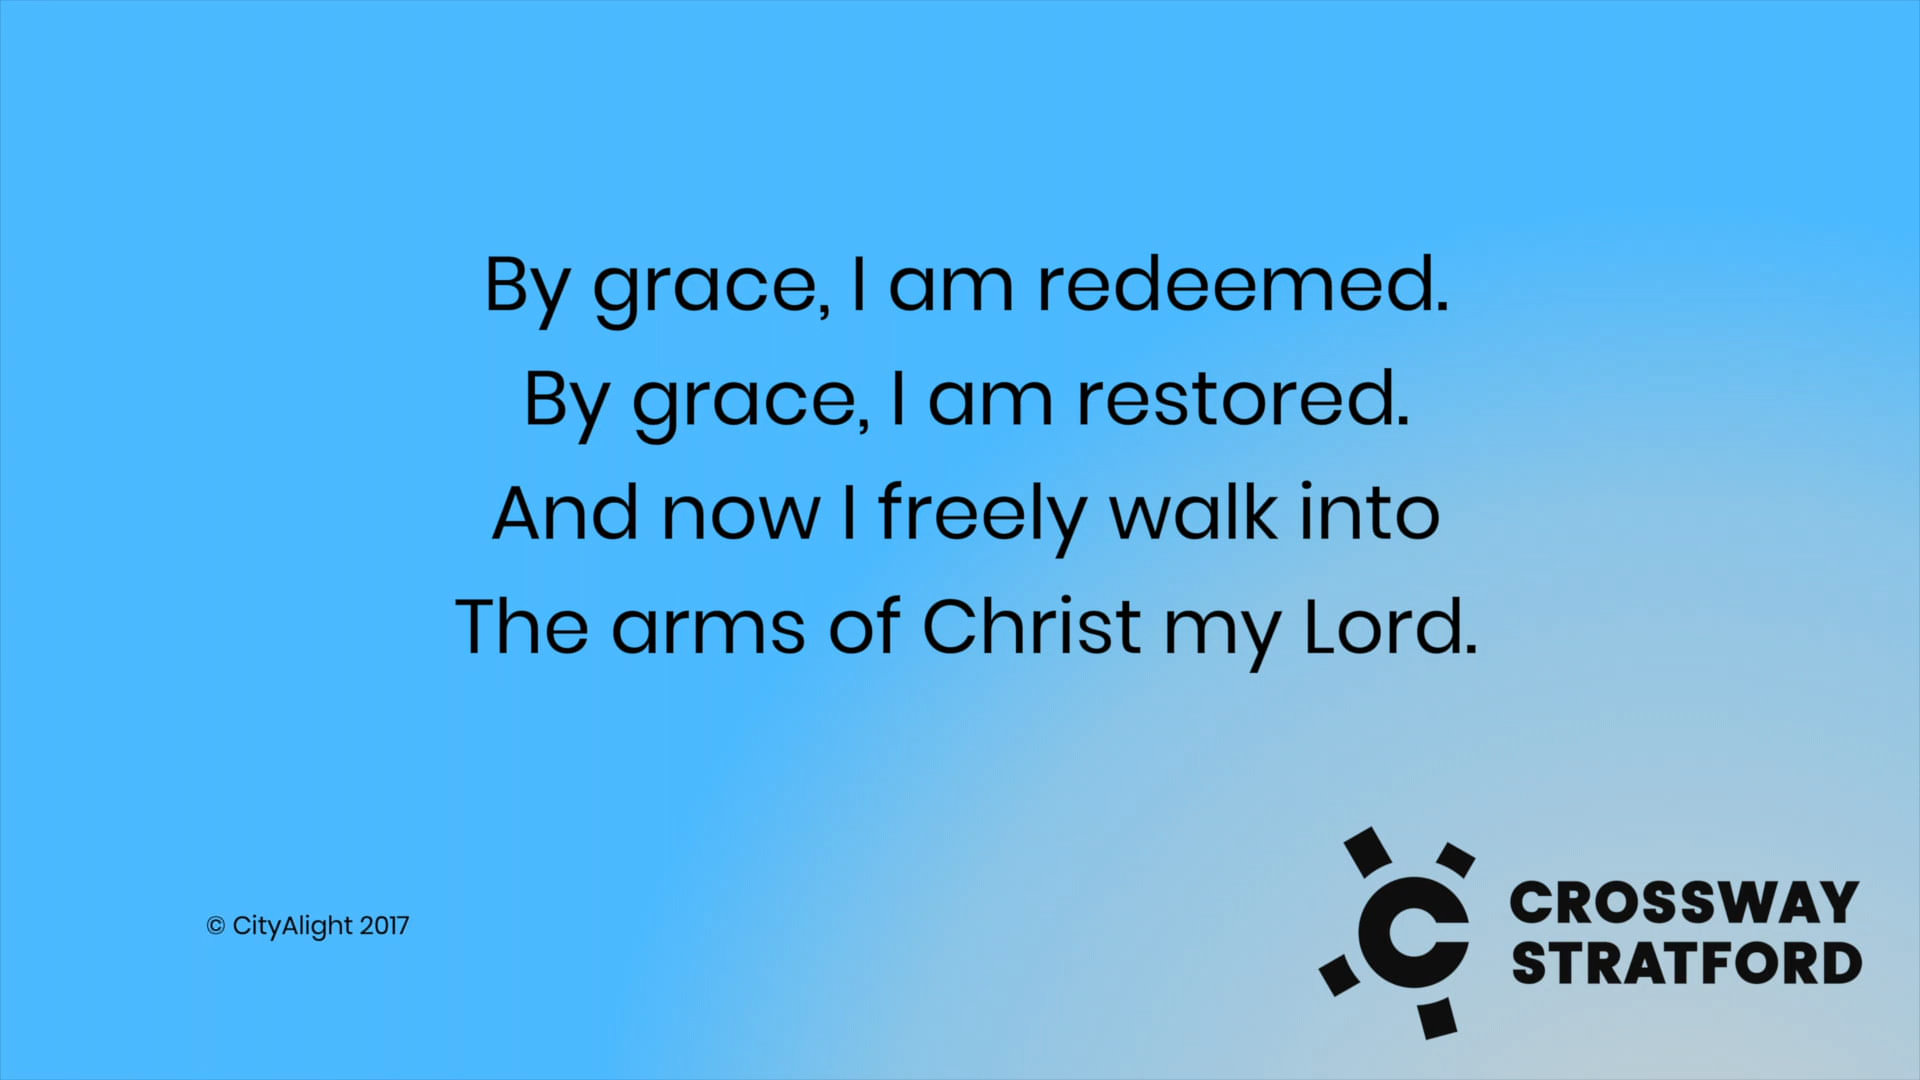 By grace, I am redeemed.
By grace, I am restored.
And now I freely walk into
The arms of Christ my Lord.
© CityAlight 2017
CROSSWAY
STRATFORD